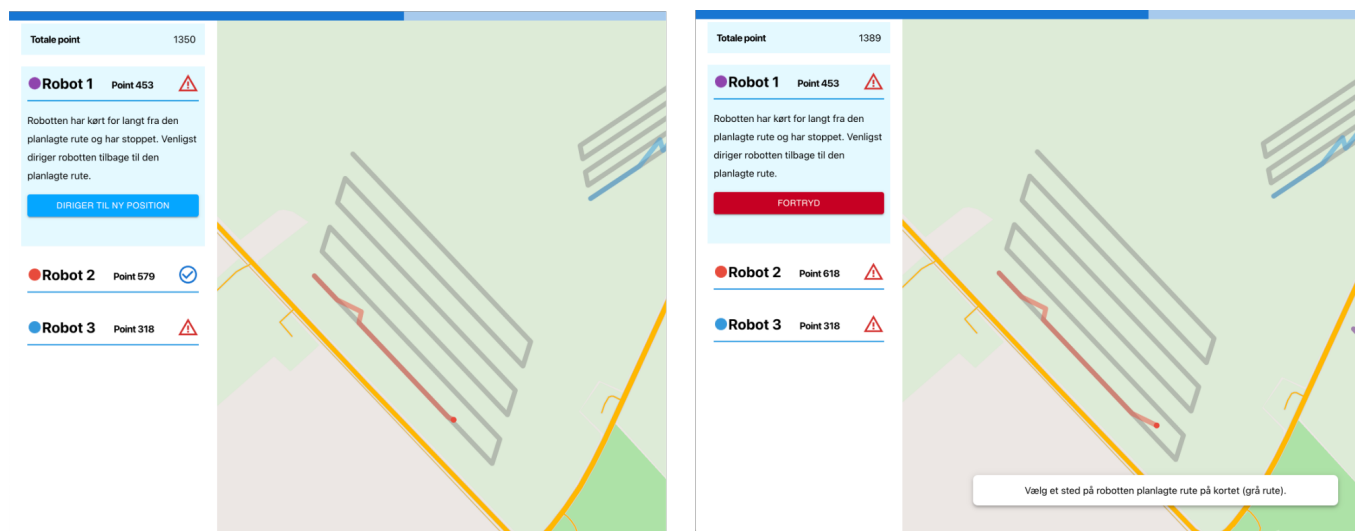 Totale point 1350
Robot 1 Point 453
Robotten har kørt for langt fra den
planlagte rute og har stoppet. Venligst
diriger robotten tilbage til den
planlagte rute.
DIRIGER TIL NY POSITION
Robot 2 Point 579
Robot 3 Point 318
Totale point 1389
Robot 1 Point 453
Robotten har kørt for langt fra den
planlagte rute og har stoppet. Venligst
diriger robotten tilbage til den
planlagte rute.
FORTRYD
Robot 2 Point 618
Robot 3 Point 318
Vælg et sted på robotten planlagte rute på kortet (grå rute).